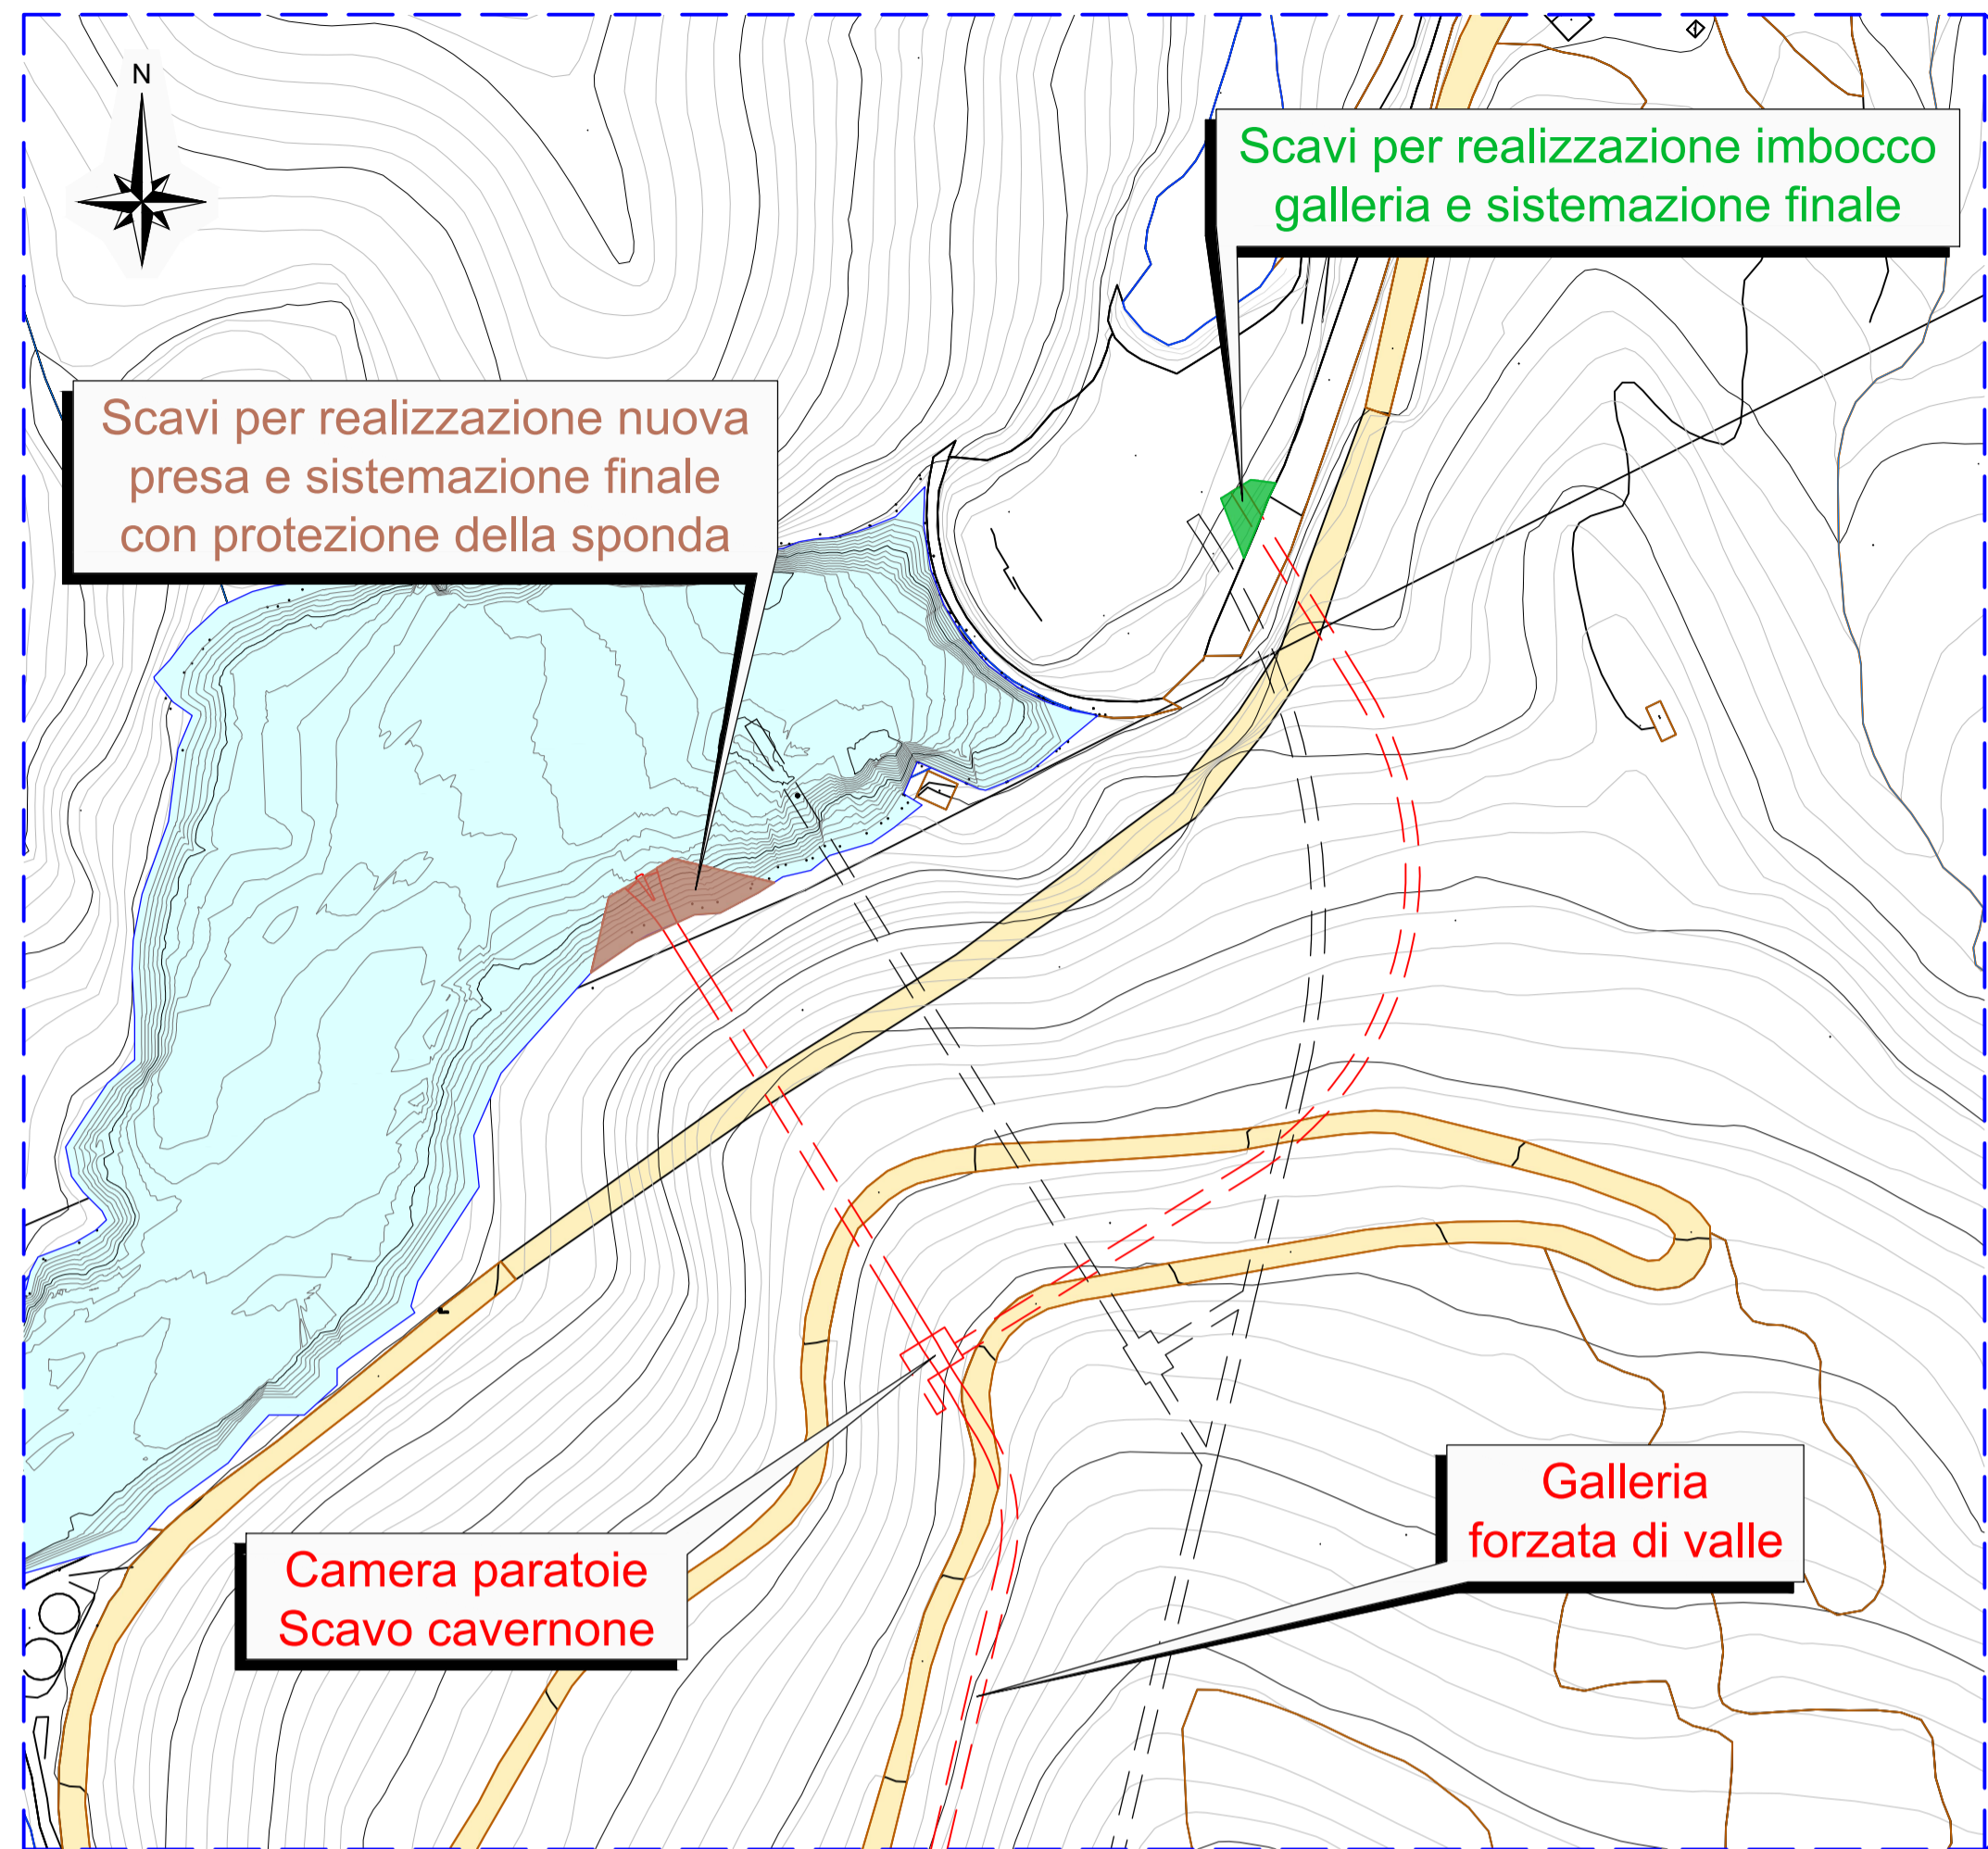 N
Scavi per realizzazione imbocco
galleria e sistemazione finale
Scavi per realizzazione nuova
presa e sistemazione finale
con protezione della sponda
Galleria
forzata di valle
Camera paratoie
Scavo cavernone